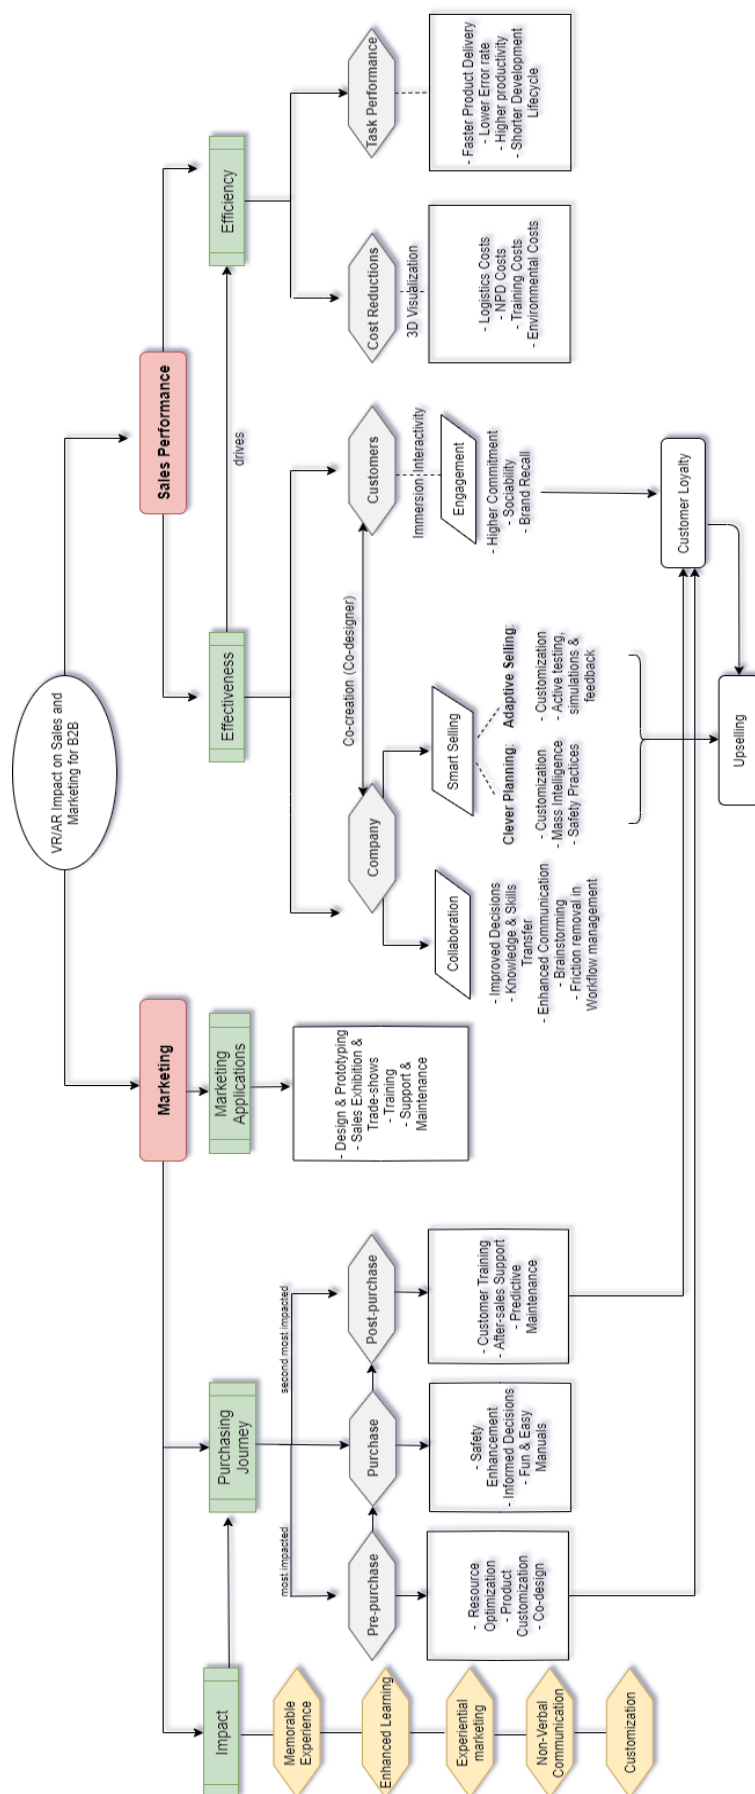 VR/AR Impact on Sales and
Marketing for B2B
Marketing
Sales Performance
Impact
Purchasing
Journey
Marketing
Applications
Effectiveness
drives
Efficiency
Memorable
Experience
Enhanced Learning
Experiential
marketing
Non-Verbal
Communication
Customization
most impacted
second most impacted
Pre-purchase
Purchase
Post-purchase
- Resource
Optimization
- Product
Customization
- Co-design
- Safety
Enhancement
- Informed Decisions
- Fun & Easy
Manuals
- Customer Training
- After-sales Support
- Predictive
Maintenance
- Design & Prototyping
- Sales Exhibition &
Trade-shows
- Training
- Support &
Maintenance
Company
Co-creation (Co-designer)
Customers
Collaboration
- Improved Decisions
- Knowledge & Skills
Transfer
- Enhanced Communication
- Brainstorming
- Friction removal in
Workflow management
Smart Selling
Clever Planning:
- Customization
- Mass Intelligence
- Safety Practices
Adaptive Selling:
- Customization
- Active testing,
simulations &
feedback
Immersion Interactivity
Engagement
- Higher Commitment
- Sociability
- Brand Recall
Cost Reductions
3D Visualization
- Logistics Costs
- NPD Costs
- Training Costs
- Environmental Costs
Task Performance
- Faster Product Delivery
- Lower Error rate
- Higher productivity
- Shorter Development
Lifecycle
Customer Loyalty
Upselling